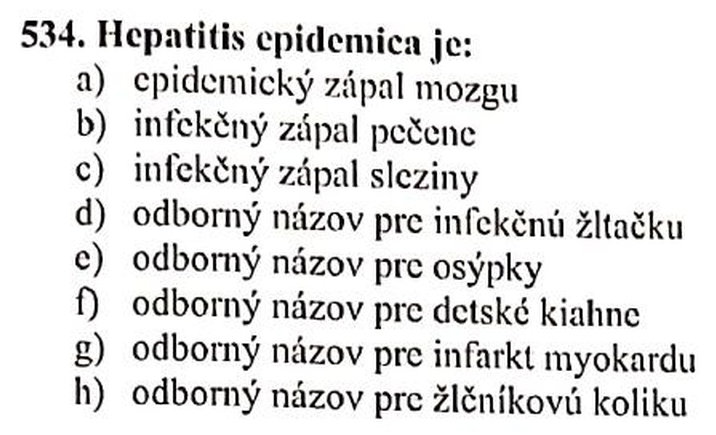 534. Hepatitis epidemica je:
a) epidemický zápal mozgu
b) infekčný zápal pečene
c) infekčný zápal sleziny
d) odborný názov pre infekčnú žltačku
e) odborný názov pre osýpky
f) odborný názov pre detské kiahne
g) odborný názov pre infarkt myokardu
h) odborný názov pre žlčníkovú koliku